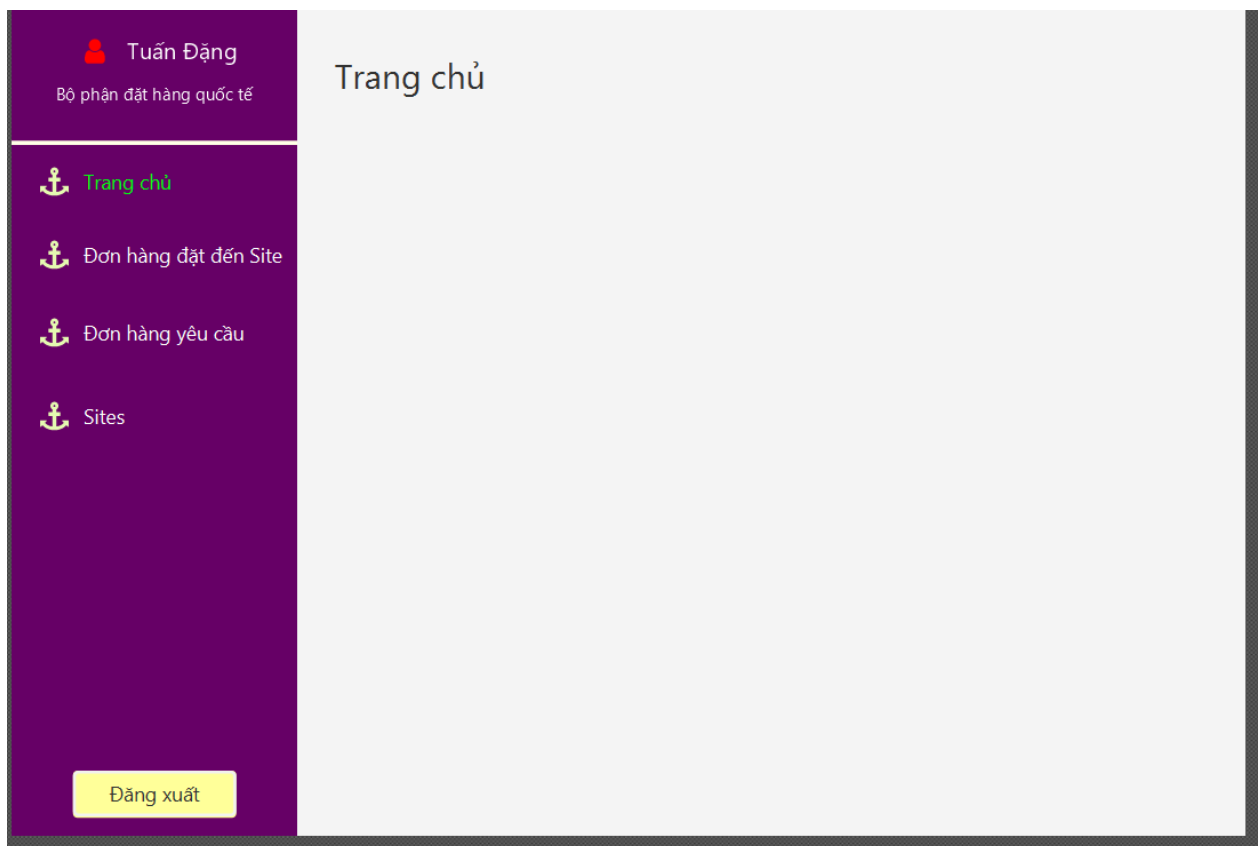 Tuấn Đặng
Bộ phận đặt hàng quốc tế
Trang chủ
Đơn hàng đặt đến Site
Đơn hàng yêu cầu
Sites
Đăng xuất
Trang chủ